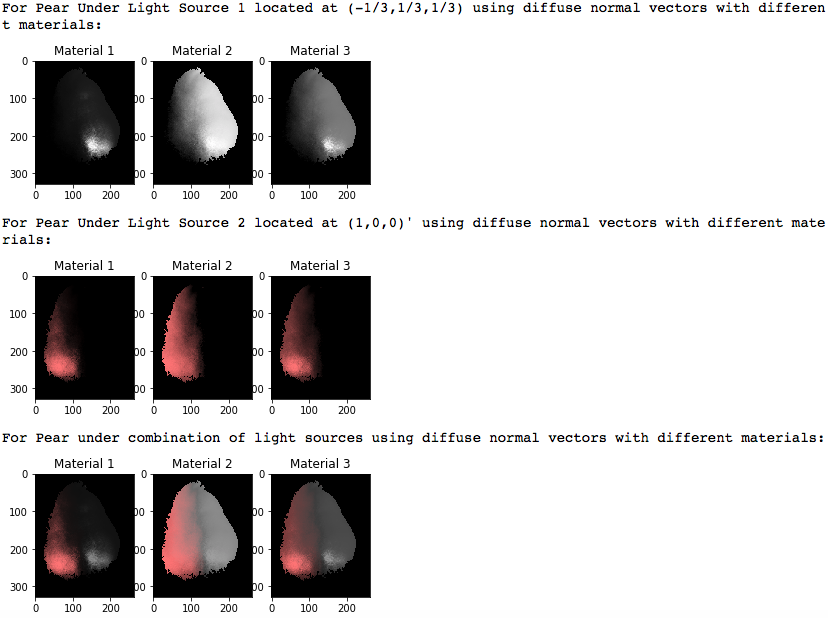 For Pear Under Light Source 1 located at (-1/3,1/3,1/3) using diffuse normal vectors with differen
t materials:
Material 1 Material 2 Material 3
0 0 0
100 00 00
200 00 00
300 00 00
0 100 200 0 100 200 0 100 200
For Pear Under Light Source 2 located at (1,0,0)' using diffuse normal vectors with different mate
rials:
Material 1 Material 2 Material 3
0 0 0
100 00 00
200 00 00
300 00 00
0 100 200 0 100 200 0 100 200
For Pear under combination of light sources using diffuse normal vectors with different materials:
Material 1 Material 2 Material 3
0 0 0
100 00 00
200 00 00
300 00 00
0 100 200 0 100 200 0 100 200